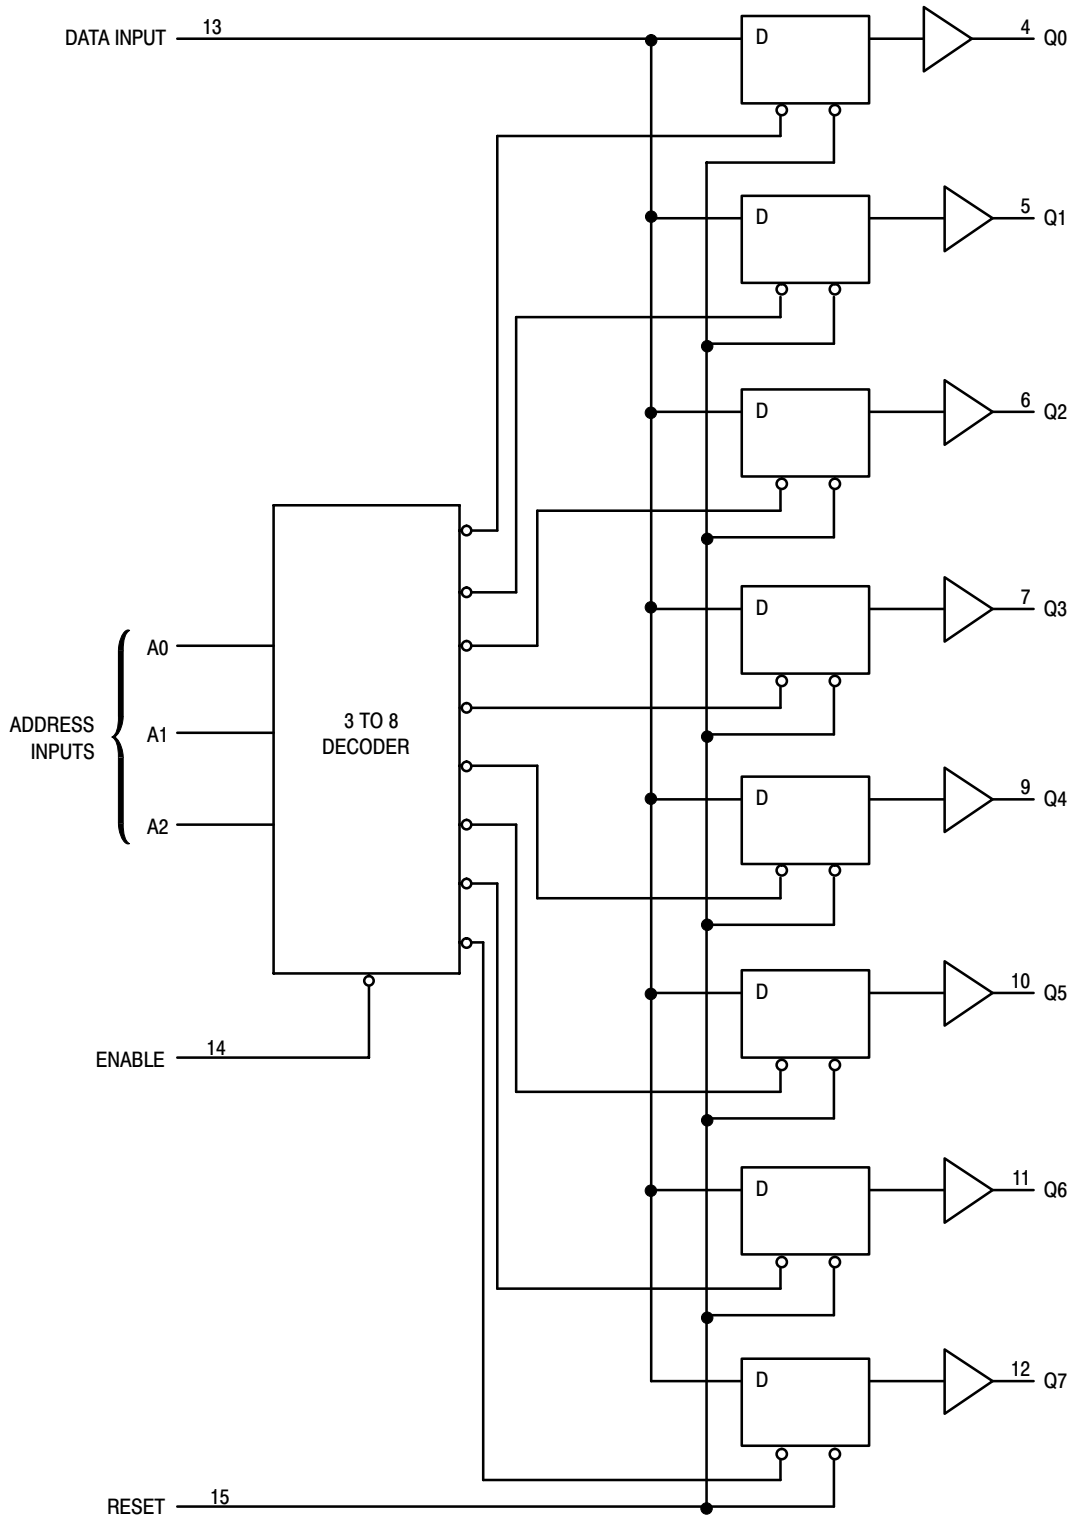 DATA INPUT 13 D 4 Q0
D 5 Q1
D 6 Q2
D 7 Q3
A0
ADDRESS
INPUTS
A1
3 TO 8
DECODER
A2
D 9 Q4
D 10 Q5
ENABLE 14
D 11 Q6
D 12 Q7
RESET 15